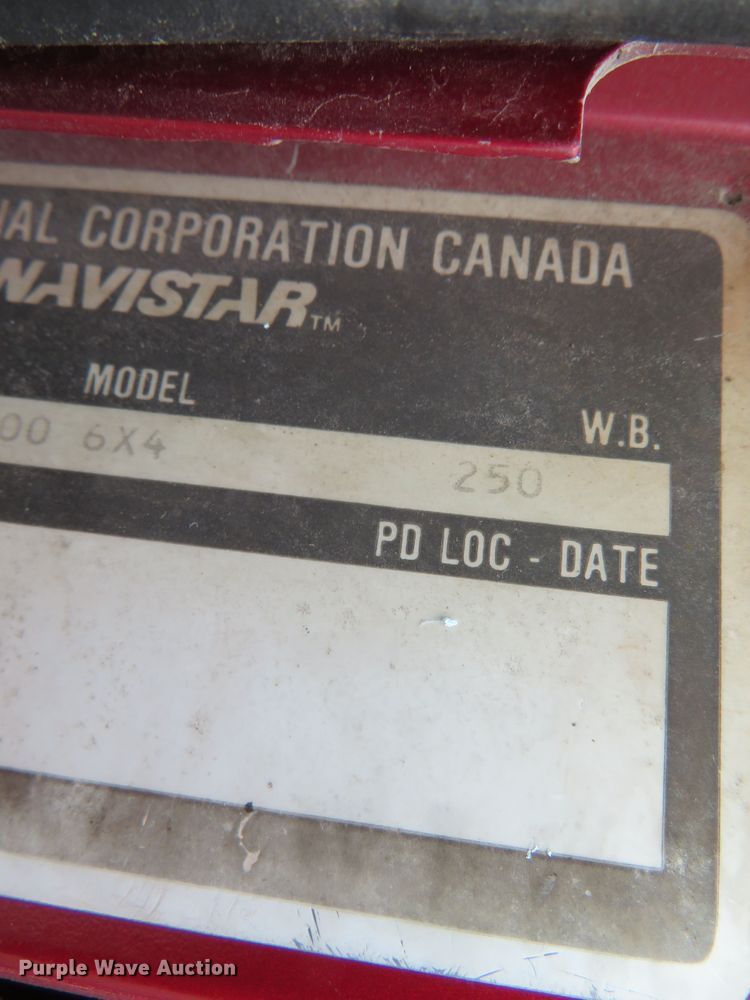 IAL CORPORATION CANADA
NAVISTAR™
MODEL
W.B.
00 6X4
250
PD LOC - DATE
Purple Wave Auction